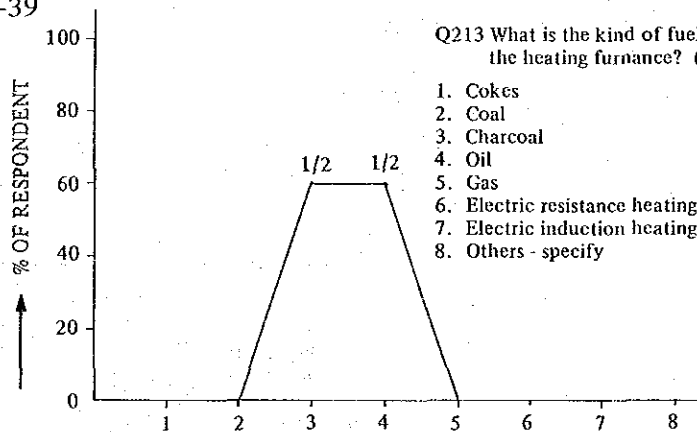 -39
Q213 What is the kind of fuel
the heating furnance? (
1. Cokes
2. Coal
3. Charcoal
4. Oil
5. Gas
6. Electric resistance heating
7. Electric induction heating
8. Others - specify
% OF RESPONDENT
100
80
60
40
20
0
1/2 1/2
1 2 3 4 5 6 7 8